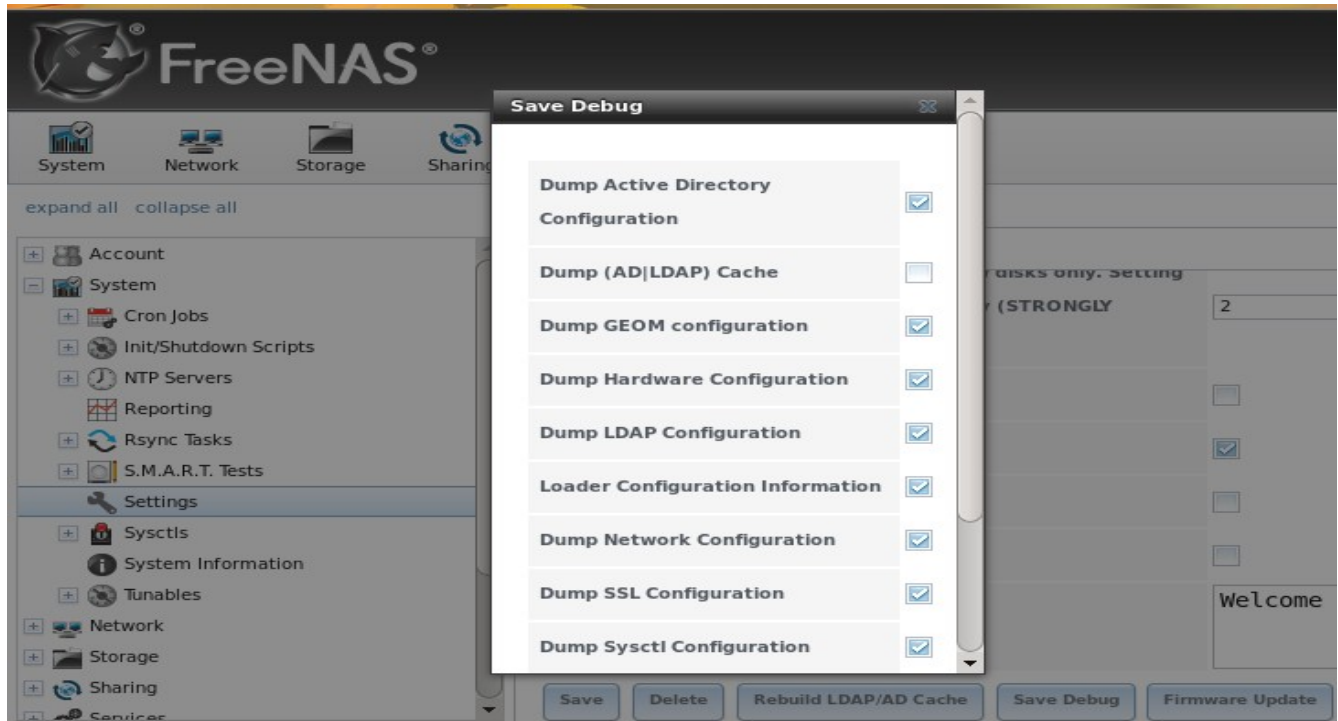 FreeNAS®
System
Network
Storage
Sharing
expand all collapse all
Account
System
Cron Jobs
Init/Shutdown Scripts
NTP Servers
Reporting
Rsync Tasks
S.M.A.R.T. Tests
Settings
Sysctls
System Information
Tunables
Network
Storage
Sharing
Services
Save Debug
Dump Active Directory
Configuration
Dump (AD|LDAP) Cache
Dump GEOM configuration
Dump Hardware Configuration
Dump LDAP Configuration
Loader Configuration Information
Dump Network Configuration
Dump SSL Configuration
Dump Sysctl Configuration
disks only. Setting
(STRONGLY
2
Welcome
Save
Delete
Rebuild LDAP/AD Cache
Save Debug
Firmware Update